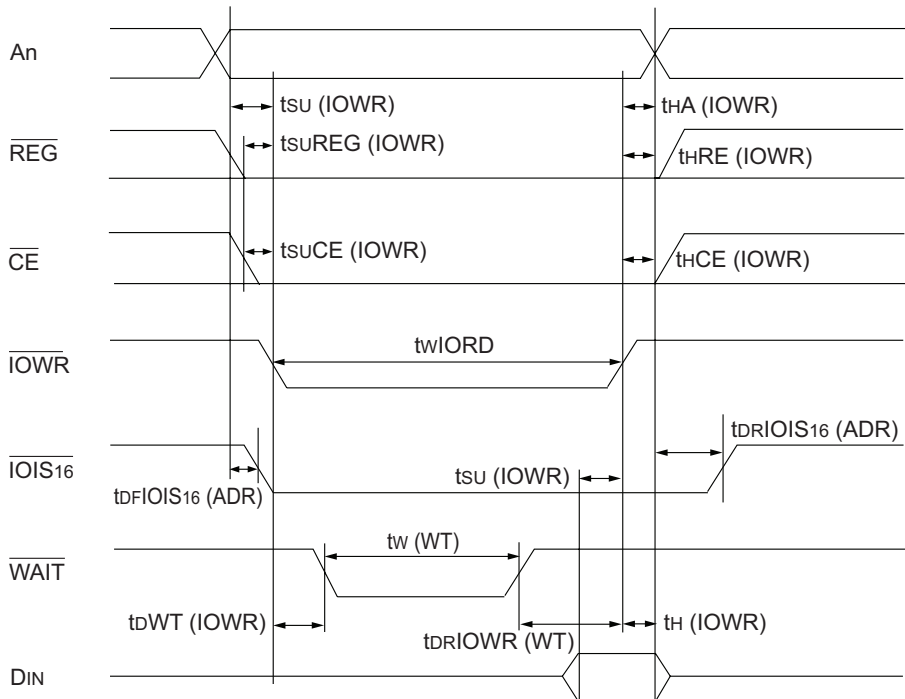 An
tSU (IOWR)
tHA (IOWR)
REG
tSUREG (IOWR)
tHRE (IOWR)
CE
tSUCE (IOWR)
tHCE (IOWR)
IOWR
tWIORD
IOIS16
tDRIOIS16 (ADR)
tSU (IOWR)
tDFIOIS16 (ADR)
WAIT
tW (WT)
tDWT (IOWR)
tH (IOWR)
tDRIOWR (WT)
DIN